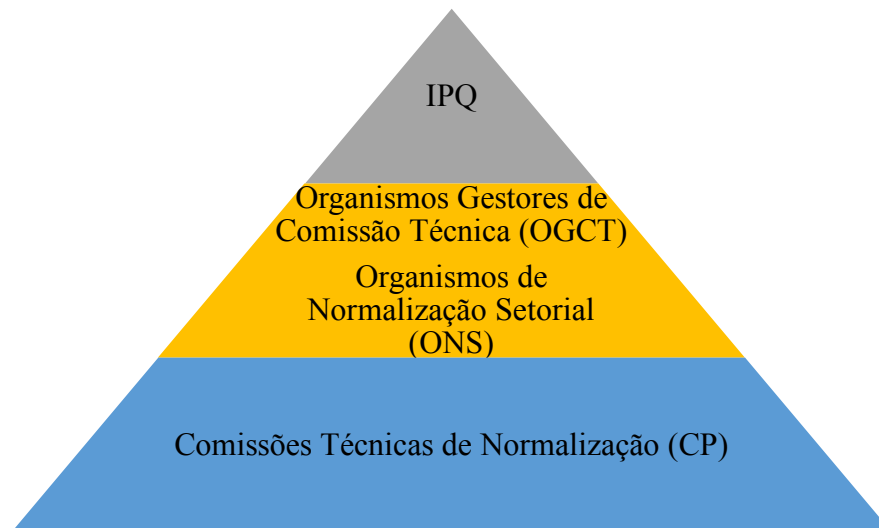 IPQ
Organismos Gestores de
Comissão Técnica (OGCT)
Organismos de
Normalização Setorial
(ONS)
Comissões Técnicas de Normalização (CP)